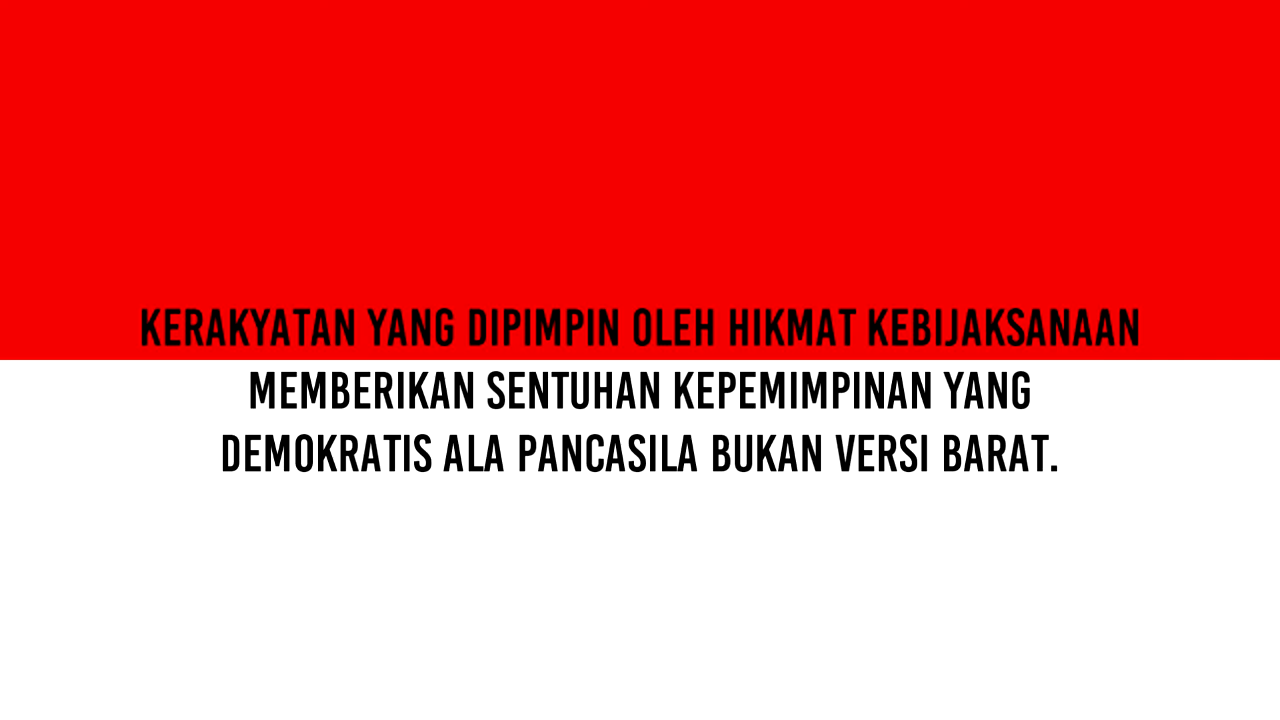 KERAKYATAN YANG DIPIMPIN OLEH HIKMAT KEBIJAKSANAAN
MEMBERIKAN SENTUHAN KEPEMIMPINAN YANG
DEMOKRATIS ALA PANCASILA BUKAN VERSI BARAT.